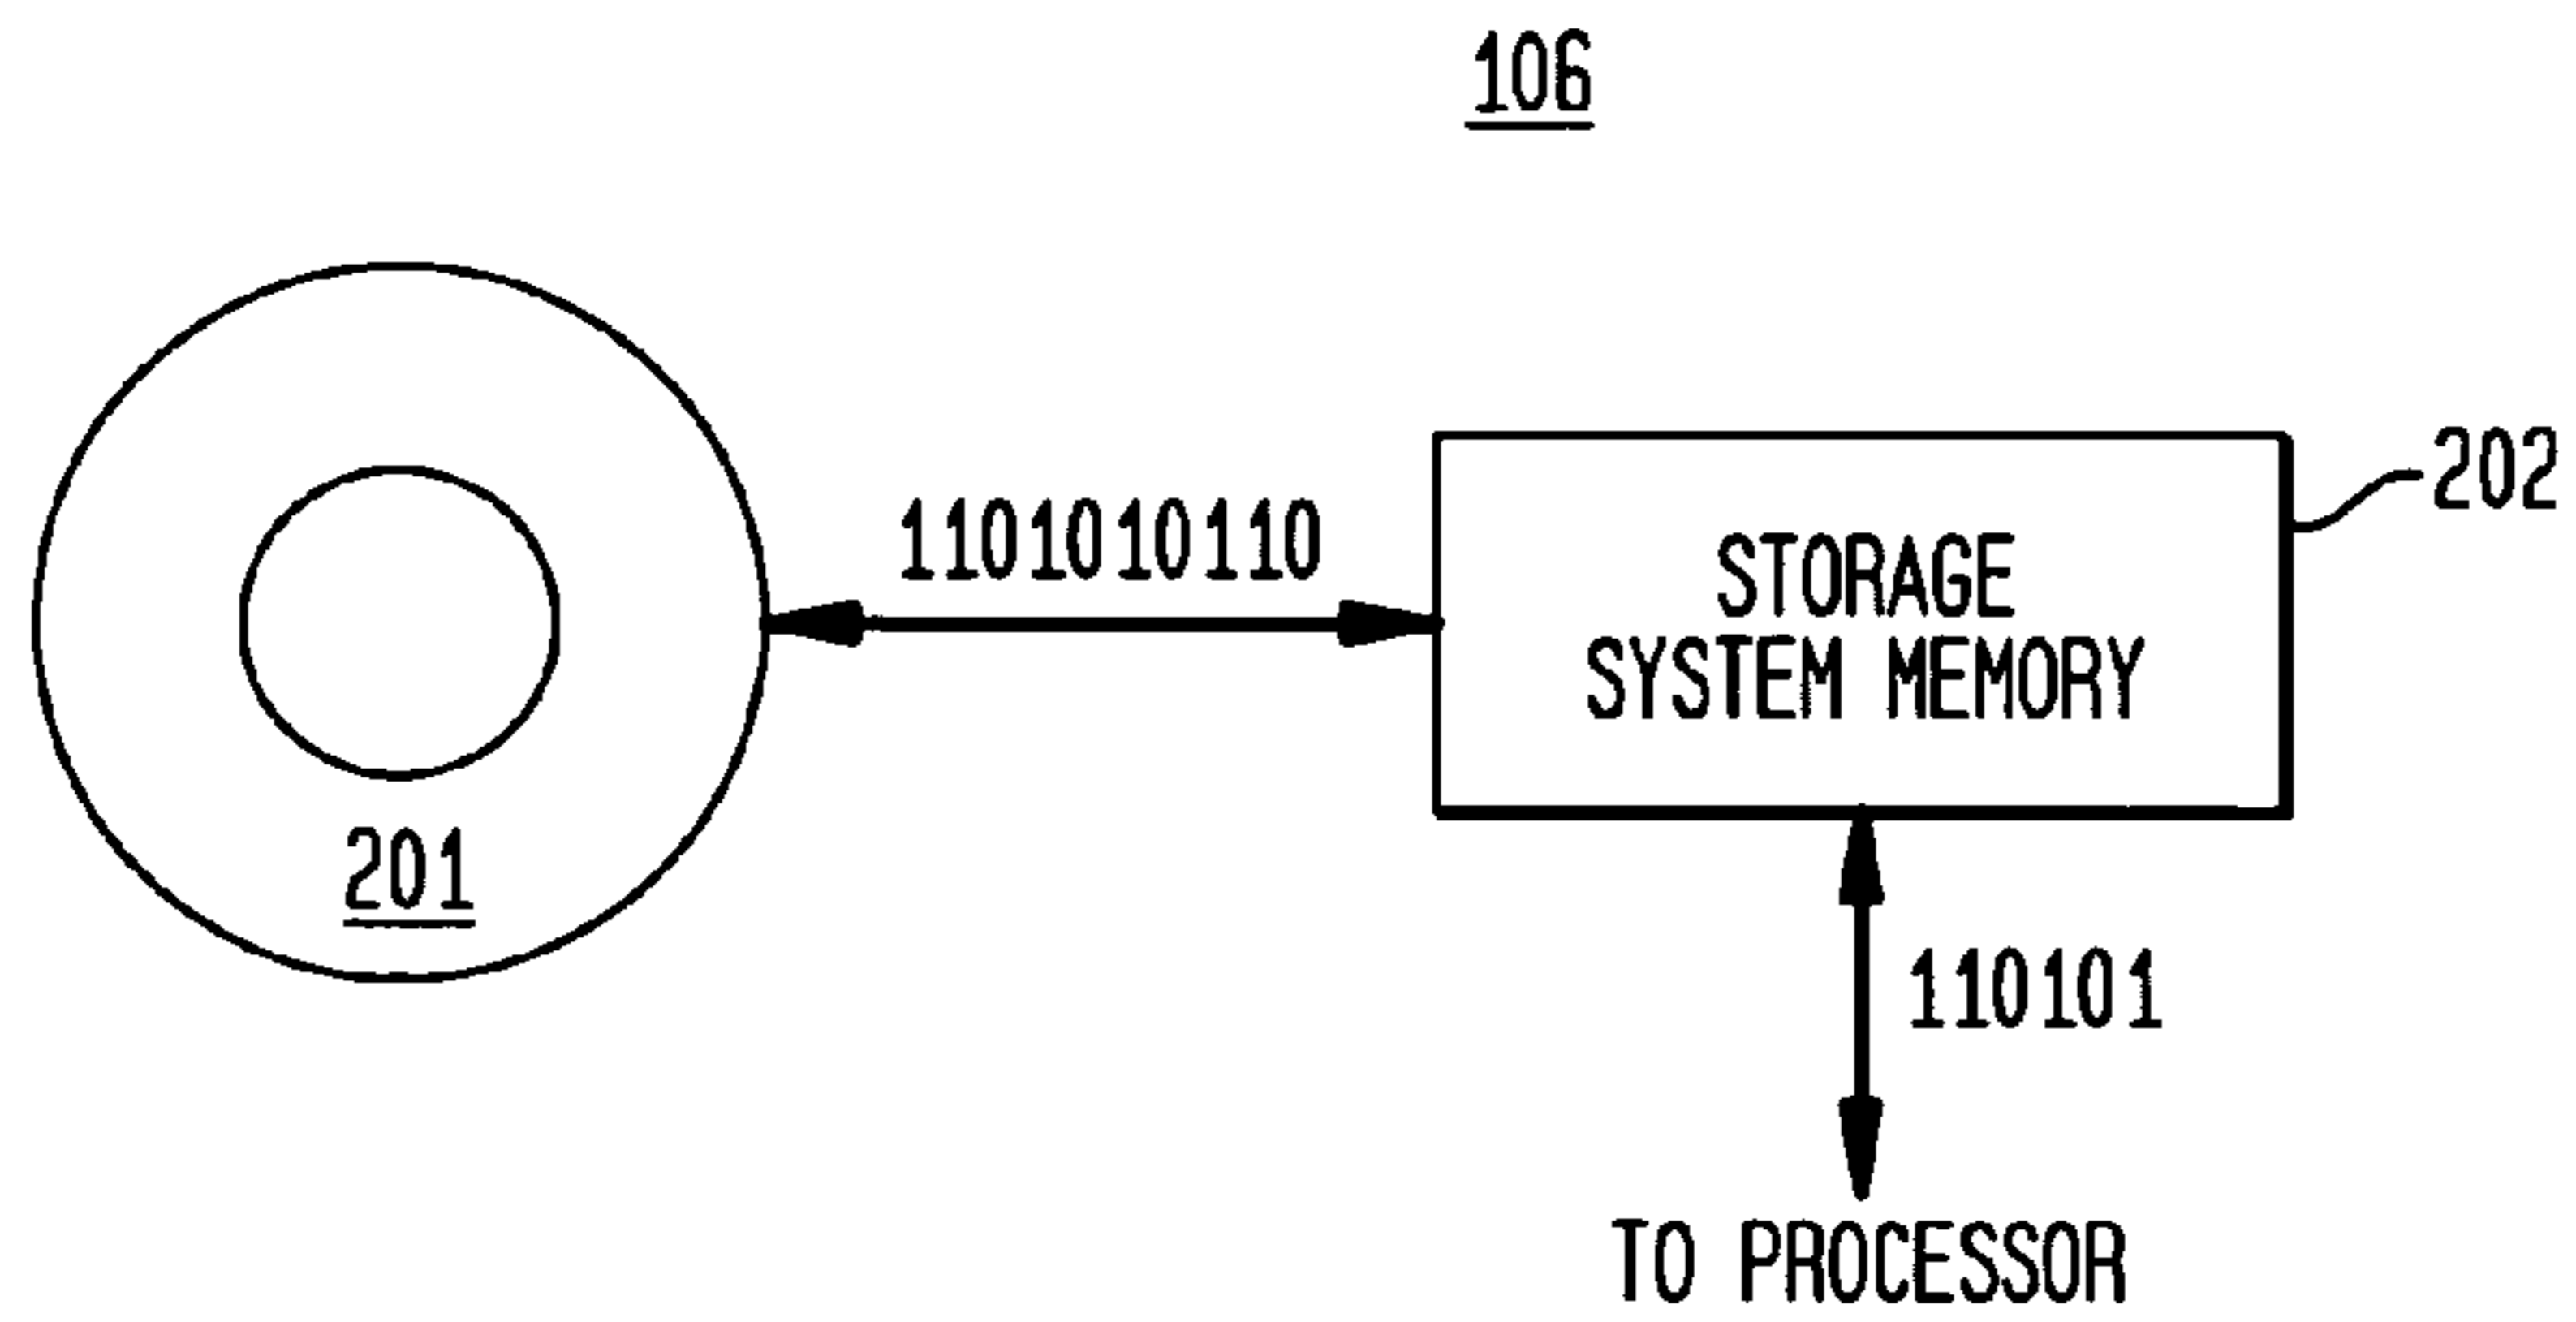 106
202
1101010110
STORAGE
SYSTEM MEMORY
201
110101
TO PROCESSOR